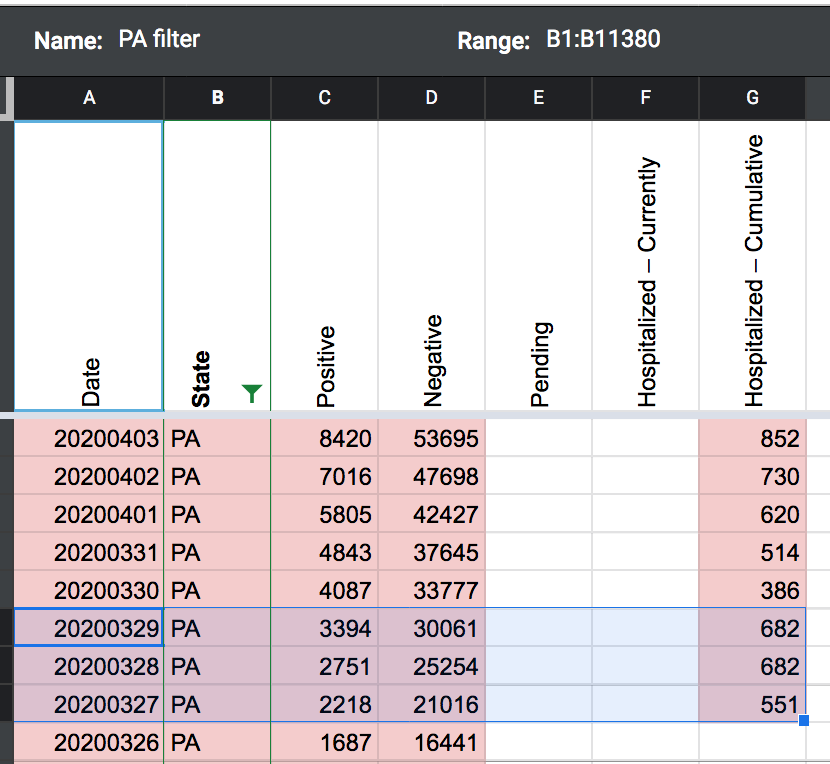 Name: PA filter Range: B1:B11380
A B C D E F G
Date State Positive Negative Pending Hospitalized – Currently Hospitalized – Cumulative
20200403 PA 8420 53695 852
20200402 PA 7016 47698 730
20200401 PA 5805 42427 620
20200331 PA 4843 37645 514
20200330 PA 4087 33777 386
20200329 PA 3394 30061 682
20200328 PA 2751 25254 682
20200327 PA 2218 21016 551
20200326 PA 1687 16441